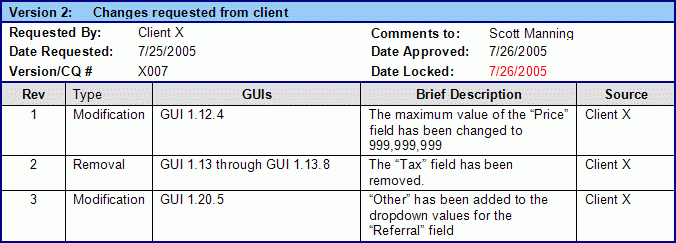 Version 2: Changes requested from client
Requested By: Client X Comments to: Scott Manning
Date Requested: 7/25/2005 Date Approved: 7/26/2005
Version/CQ # X007 Date Locked: 7/26/2005
Rev Type GUIs Brief Description Source
1 Modification GUI 1.12.4 The maximum value of the “Price” Client X
field has been changed to
999,999,999
2 Removal GUI 1.13 through GUI 1.13.8 The “Tax” field has been Client X
removed.
3 Modification GUI 1.20.5 “Other” has been added to the Client X
dropdown values for the
“Referral” field